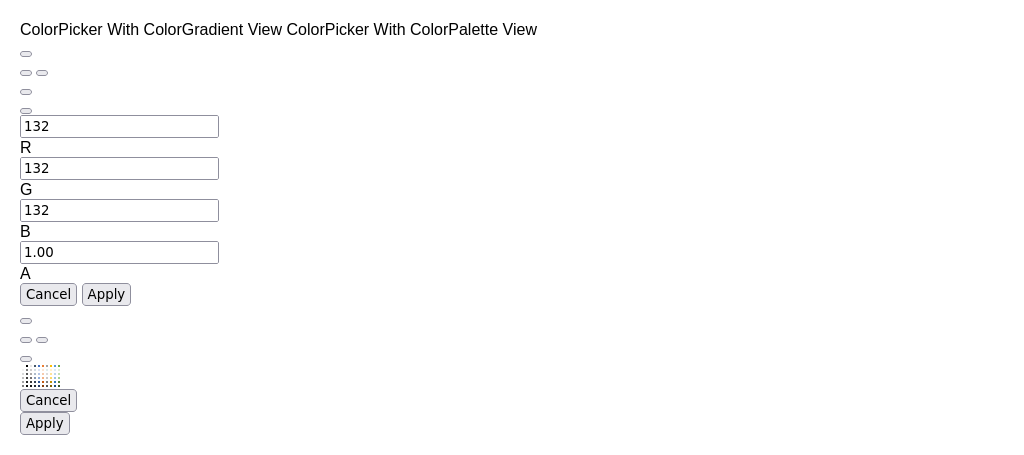 ColorPicker With ColorGradient View ColorPicker With ColorPalette View
132
R
132
G
132
B
1.00
A
Cancel Apply
Cancel
Apply